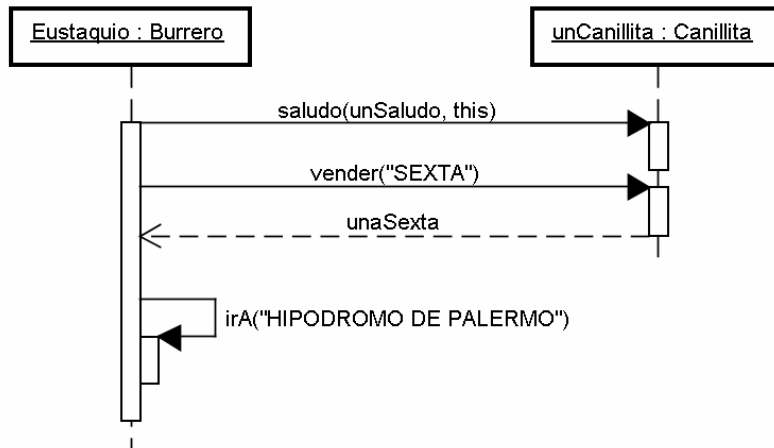 Eustaquio : Burrero
unCanillita : Canillita
saludo(unSaludo, this)
vender("SEXTA")
unaSexta
irA("HIPODROMO DE PALERMO")